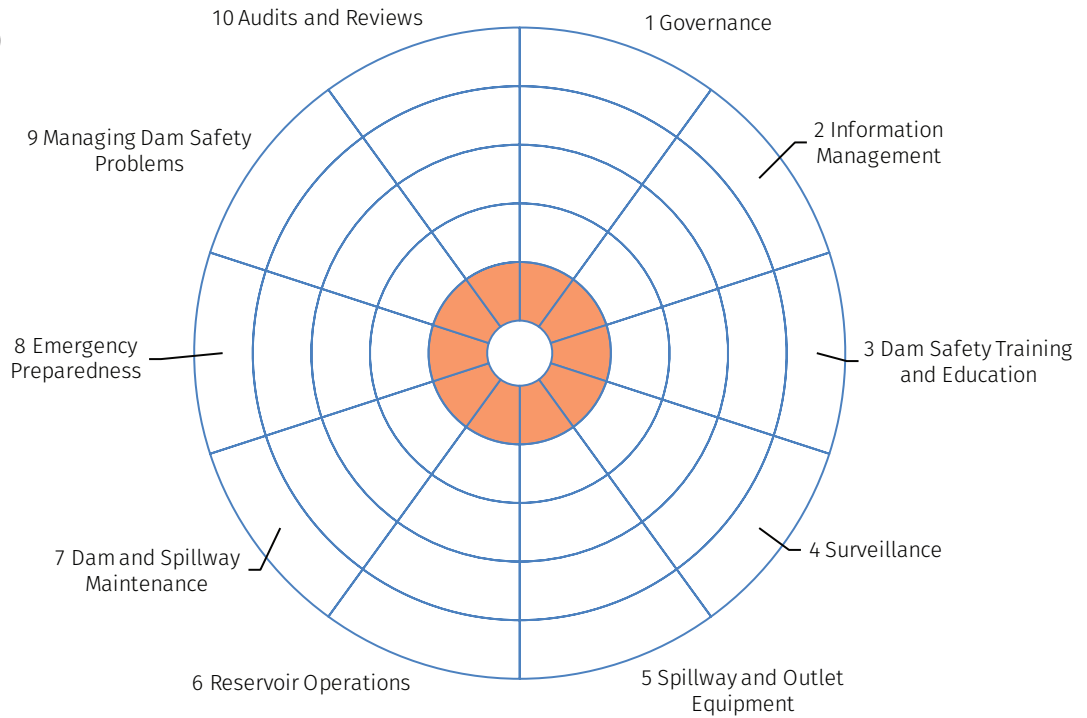 10 Audits and Reviews
1 Governance
2 Information
Management
3 Dam Safety Training
and Education
4 Surveillance
5 Spillway and Outlet
Equipment
6 Reservoir Operations
7 Dam and Spillway
Maintenance
8 Emergency
Preparedness
9 Managing Dam Safety
Problems